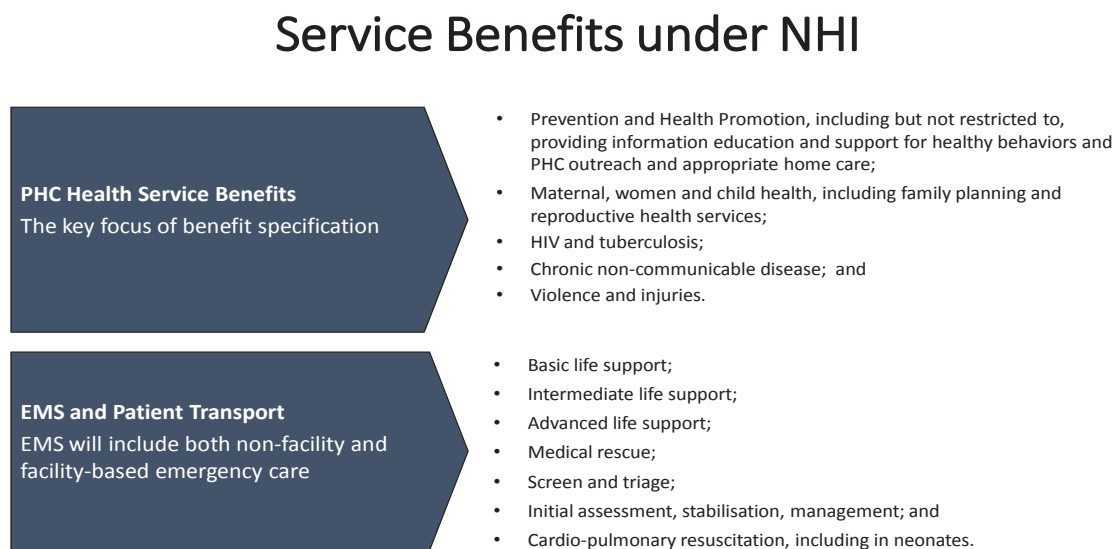 Service Benefits under NHI
PHC Health Service Benefits
The key focus of benefit specification
• Prevention and Health Promotion, including but not restricted to,
providing information education and support for healthy behaviors and
PHC outreach and appropriate home care;
• Maternal, women and child health, including family planning and
reproductive health services;
• HIV and tuberculosis;
• Chronic non-communicable disease;  and
• Violence and injuries.
EMS and Patient Transport
EMS will include both non-facility and
facility-based emergency care
• Basic life support;
• Intermediate life support;
• Advanced life support;
• Medical rescue;
• Screen and triage;
• Initial assessment, stabilisation, management; and
• Cardio-pulmonary resuscitation, including in neonates.